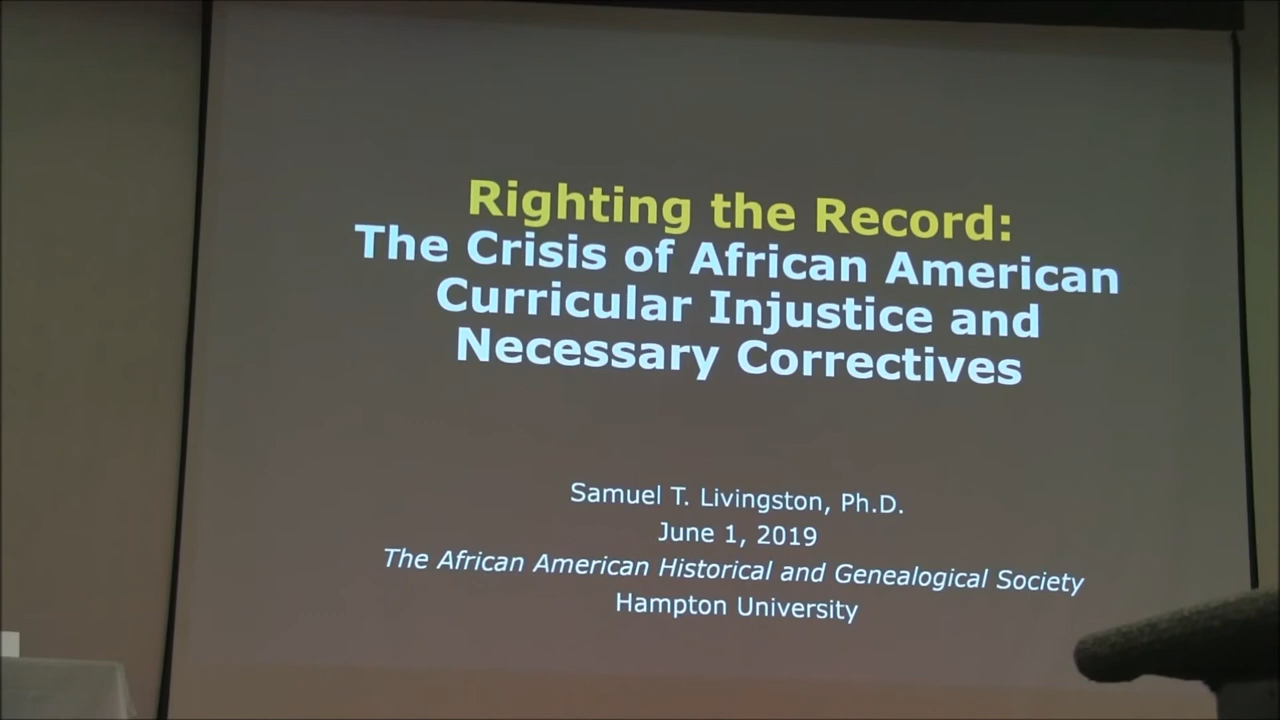 Righting the Record:
The Crisis of African American
Curricular Injustice and
Necessary Correctives
Samuel T. Livingston, Ph.D.
June 1, 2019
The African American Historical and Genealogical Society
Hampton University